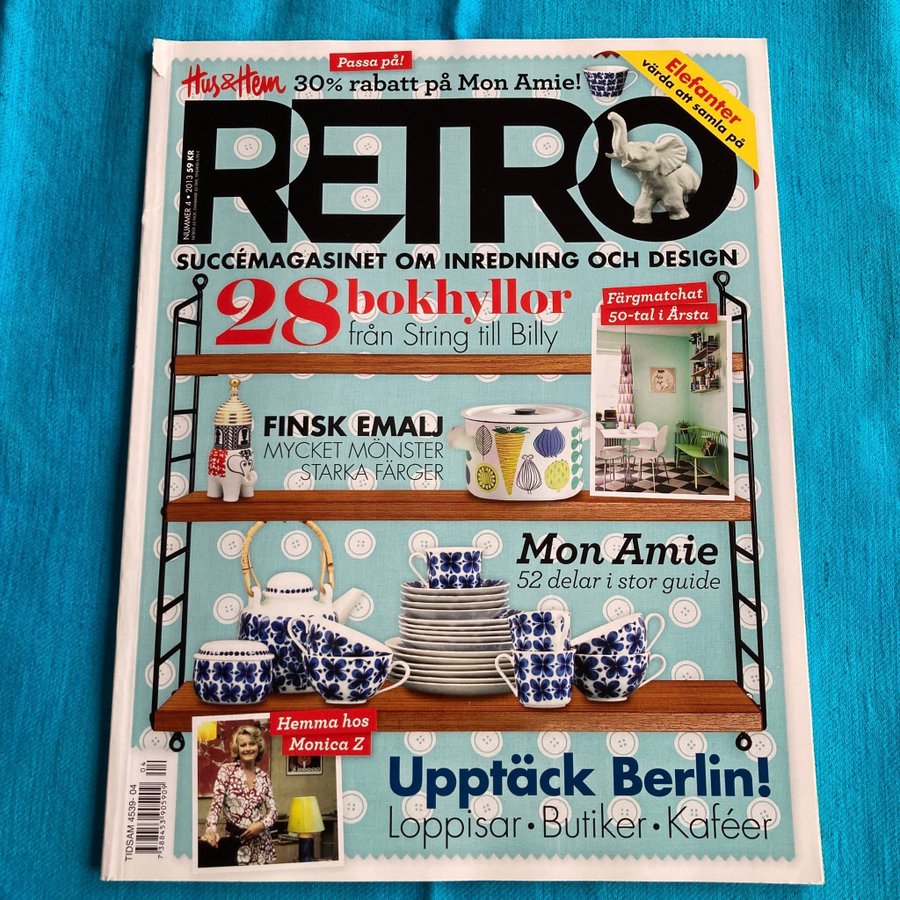 Passa på!
Hus&Hem
30% rabatt på Mon Amie!
Elefanter
värda att samla på
RETRO
NUMMER 4 • 2013 59 KR
SUCCÉMAGASINET OM INREDNING OCH DESIGN
28 bokhyllor
från String till Billy
Färgmatchat
50-tal i Årsta
FINSK EMALJ
MYCKET MÖNSTER
STARKA FÄRGER
Mon Amie
52 delar i stor guide
Hemma hos
Monica Z
Upptäck Berlin!
Loppisar • Butiker • Kaféer
TIDSAM 4539-04
04
7388453905909